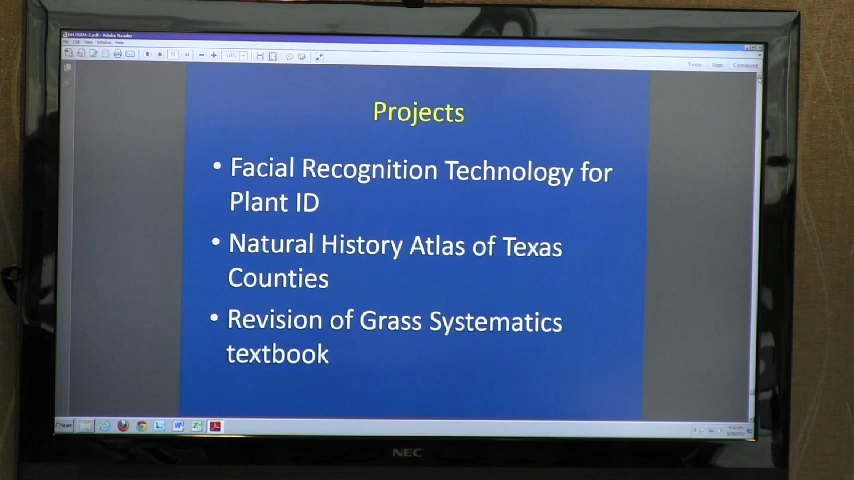 Projects
• Facial Recognition Technology for
Plant ID
• Natural History Atlas of Texas
Counties
• Revision of Grass Systematics
textbook
NEC